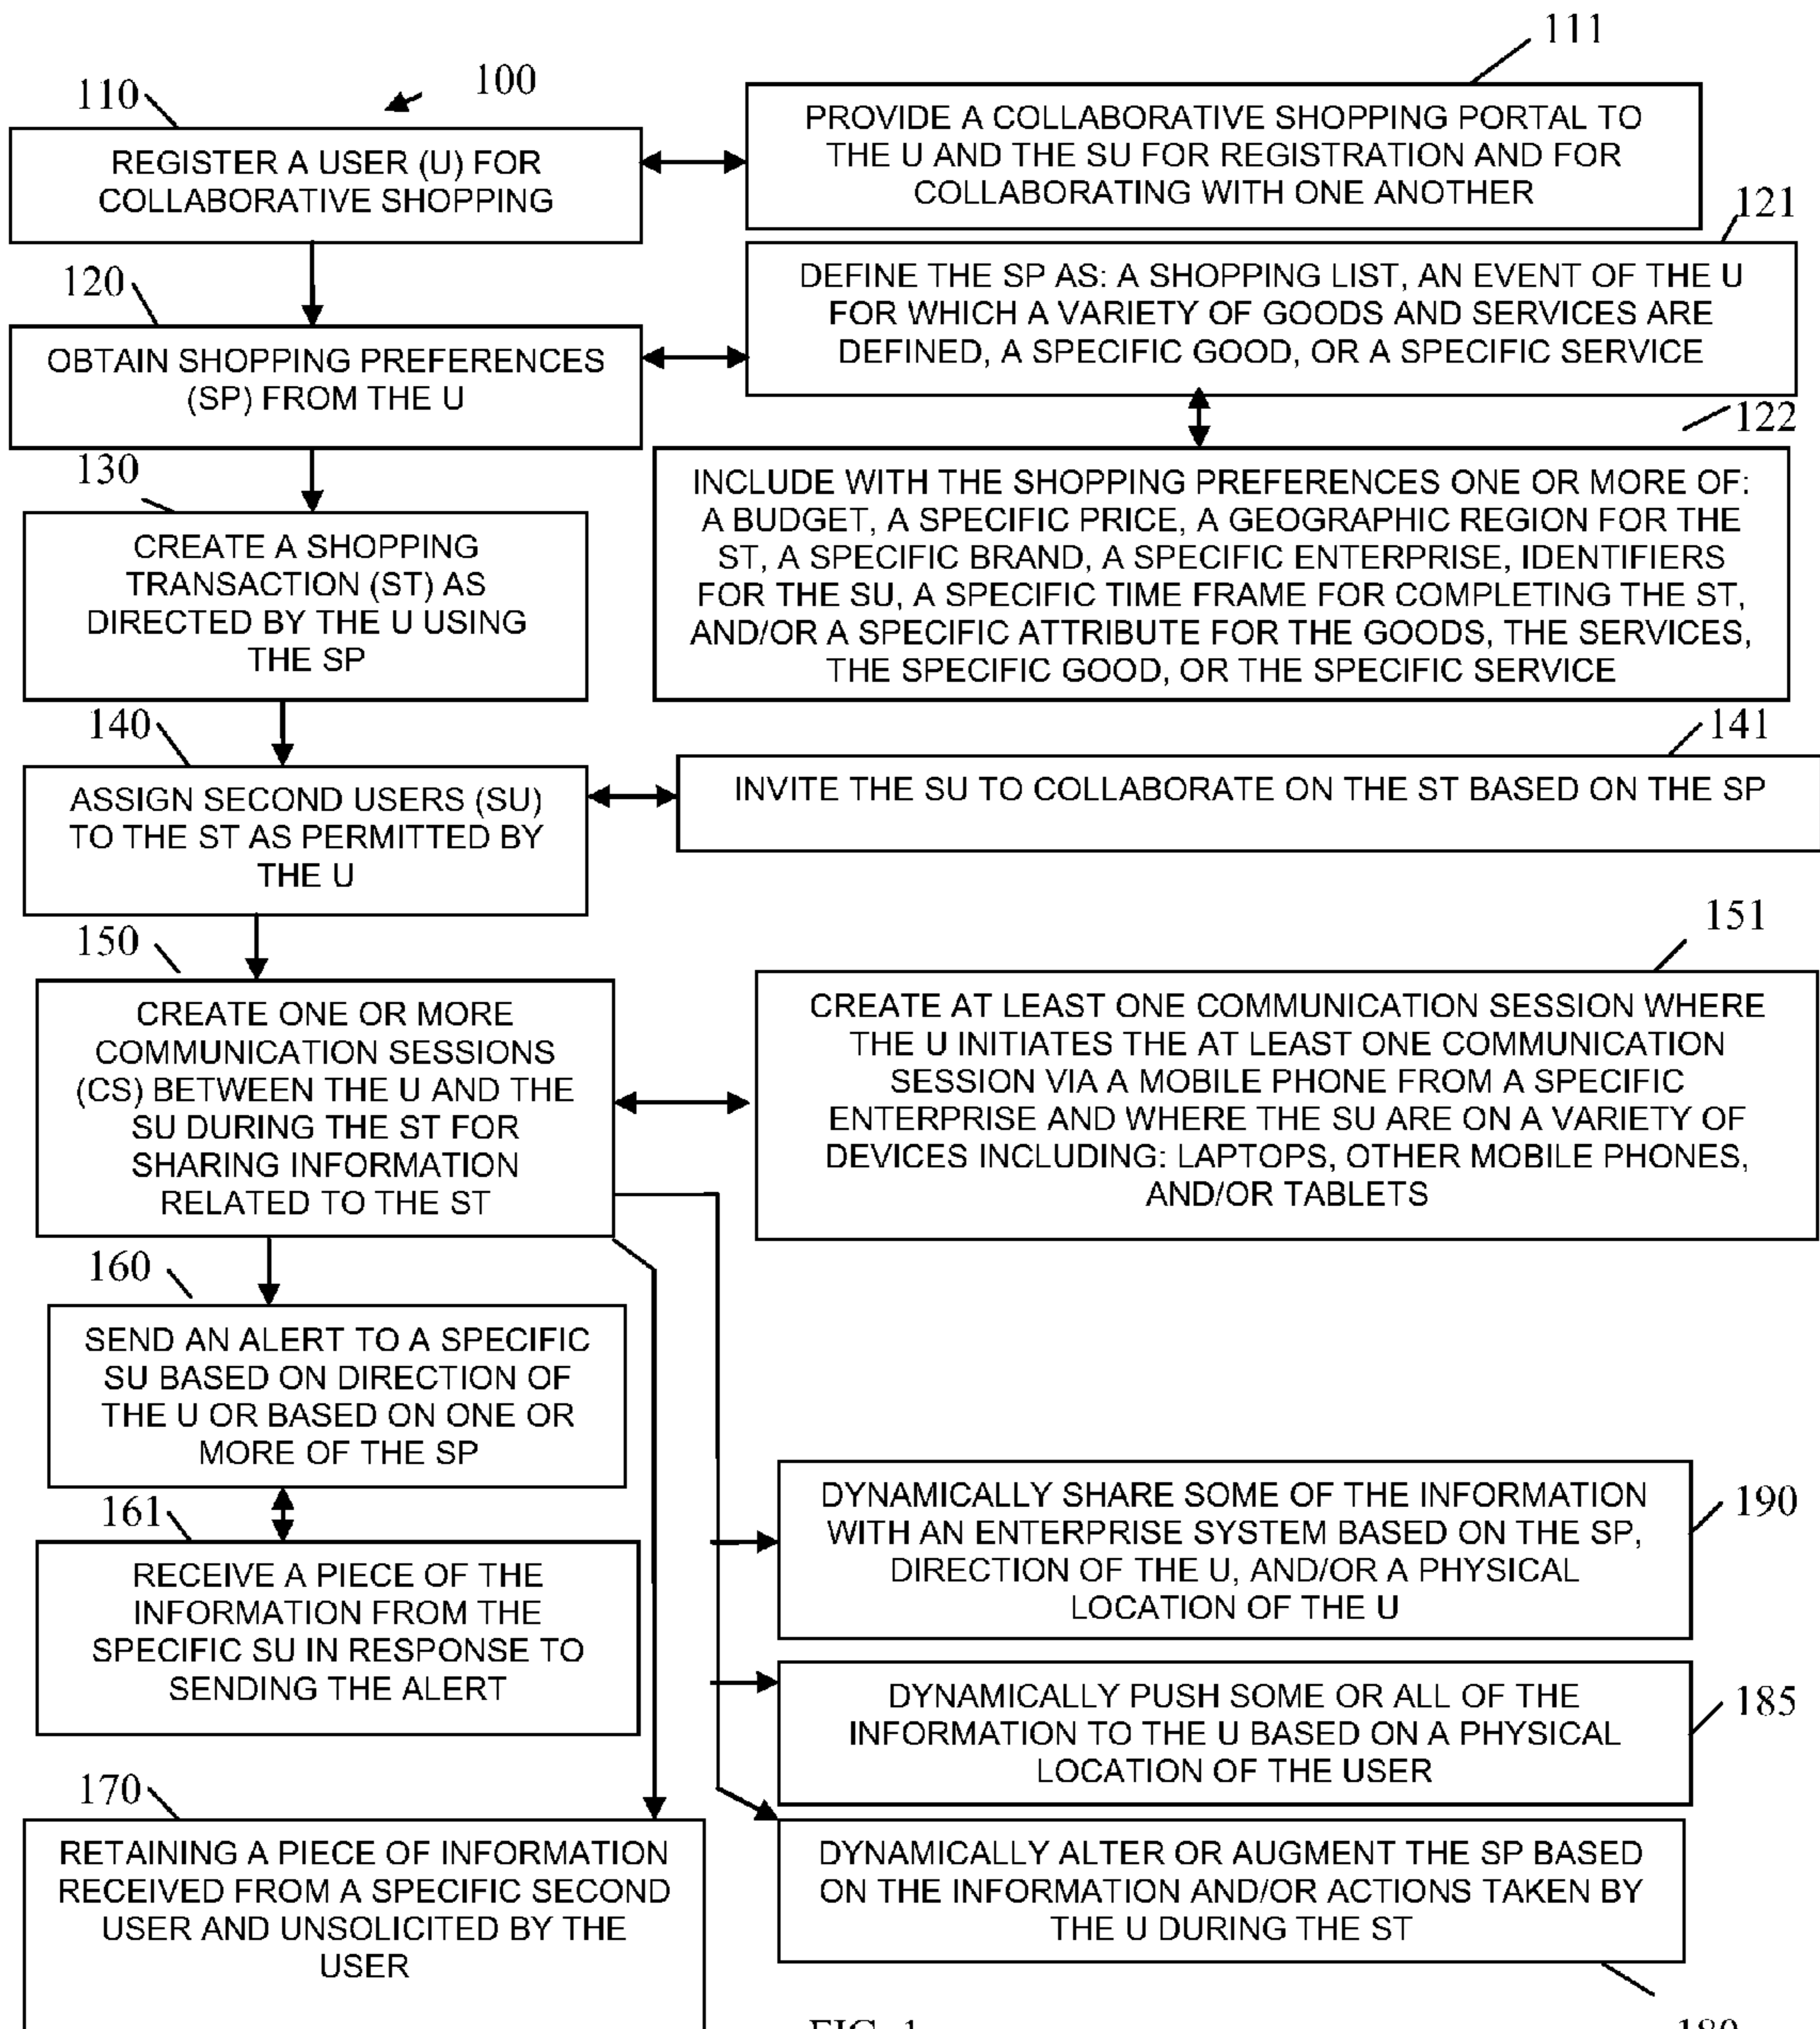 111
110
100
REGISTER A USER (U) FOR
COLLABORATIVE SHOPPING
PROVIDE A COLLABORATIVE SHOPPING PORTAL TO
THE U AND THE SU FOR REGISTRATION AND FOR
COLLABORATING WITH ONE ANOTHER
121
120
OBTAIN SHOPPING PREFERENCES
(SP) FROM THE U
DEFINE THE SP AS: A SHOPPING LIST, AN EVENT OF THE U
FOR WHICH A VARIETY OF GOODS AND SERVICES ARE
DEFINED, A SPECIFIC GOOD, OR A SPECIFIC SERVICE
122
130
CREATE A SHOPPING
TRANSACTION (ST) AS
DIRECTED BY THE U USING
THE SP
INCLUDE WITH THE SHOPPING PREFERENCES ONE OR MORE OF:
A BUDGET, A SPECIFIC PRICE, A GEOGRAPHIC REGION FOR THE
ST, A SPECIFIC BRAND, A SPECIFIC ENTERPRISE, IDENTIFIERS
FOR THE SU, A SPECIFIC TIME FRAME FOR COMPLETING THE ST,
AND/OR A SPECIFIC ATTRIBUTE FOR THE GOODS, THE SERVICES,
THE SPECIFIC GOOD, OR THE SPECIFIC SERVICE
140
141
ASSIGN SECOND USERS (SU)
TO THE ST AS PERMITTED BY
THE U
INVITE THE SU TO COLLABORATE ON THE ST BASED ON THE SP
150
151
CREATE ONE OR MORE
COMMUNICATION SESSIONS
(CS) BETWEEN THE U AND THE
SU DURING THE ST FOR
SHARING INFORMATION
RELATED TO THE ST
CREATE AT LEAST ONE COMMUNICATION SESSION WHERE
THE U INITIATES THE AT LEAST ONE COMMUNICATION
SESSION VIA A MOBILE PHONE FROM A SPECIFIC
ENTERPRISE AND WHERE THE SU ARE ON A VARIETY OF
DEVICES INCLUDING: LAPTOPS, OTHER MOBILE PHONES,
AND/OR TABLETS
160
SEND AN ALERT TO A SPECIFIC
SU BASED ON DIRECTION OF
THE U OR BASED ON ONE OR
MORE OF THE SP
161
RECEIVE A PIECE OF THE
INFORMATION FROM THE
SPECIFIC SU IN RESPONSE TO
SENDING THE ALERT
190
DYNAMICALLY SHARE SOME OF THE INFORMATION
WITH AN ENTERPRISE SYSTEM BASED ON THE SP,
DIRECTION OF THE U, AND/OR A PHYSICAL
LOCATION OF THE U
185
DYNAMICALLY PUSH SOME OR ALL OF THE
INFORMATION TO THE U BASED ON A PHYSICAL
LOCATION OF THE USER
170
RETAINING A PIECE OF INFORMATION
RECEIVED FROM A SPECIFIC SECOND
USER AND UNSOLICITED BY THE
USER
DYNAMICALLY ALTER OR AUGMENT THE SP BASED
ON THE INFORMATION AND/OR ACTIONS TAKEN BY
THE U DURING THE ST
FIG. 1
180